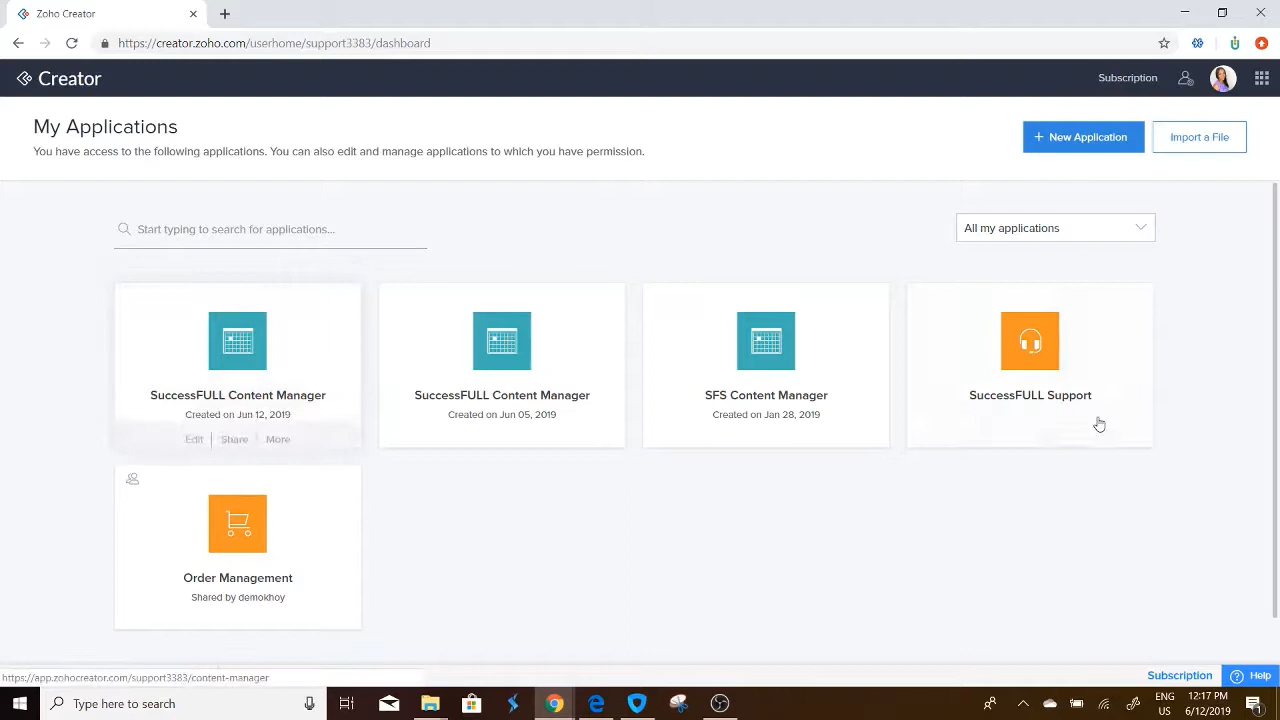 Zoho Creator
https://creator.zoho.com/userhome/support3383/dashboard
Creator
Subscription
My Applications
You have access to the following applications. You can also edit and manage applications to which you have permission.
+ New Application
Import a File
Start typing to search for applications...
All my applications
SuccessFULL Content Manager
Created on Jun 12, 2019
Edit | Share More
SuccessFULL Content Manager
Created on Jun 05, 2019
SFS Content Manager
Created on Jan 28, 2019
SuccessFULL Support
Order Management
Shared by demokhoy
https://app.zohocreator.com/support3383/content-manager
Subscription
Help
Type here to search
ENG
US
12:17 PM
6/12/2019